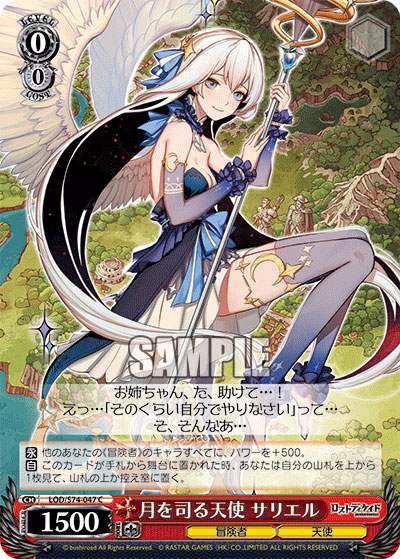 LEVEL
0
0
COST
SAMPLE
お姉ちゃん、た、助けて…!
えっ…「そのくらい自分でやりなさい」って…
そ、そんなあ…
永 他のあなたの《冒険者》のキャラすべてに、パワーを+500。
自 このカードが手札から舞台に置かれた時、あなたは自分の山札を上から
1枚見て、山札の上か下に置く。
CH LOD/S74-047 C
1500
月を司る天使 サリエル
ロストディケイド
冒険者
天使
© bushiroad All Rights Reserved. © RASTAR GAMES (HK) CO., LIMITED ALL RIGHTS RESERVED.